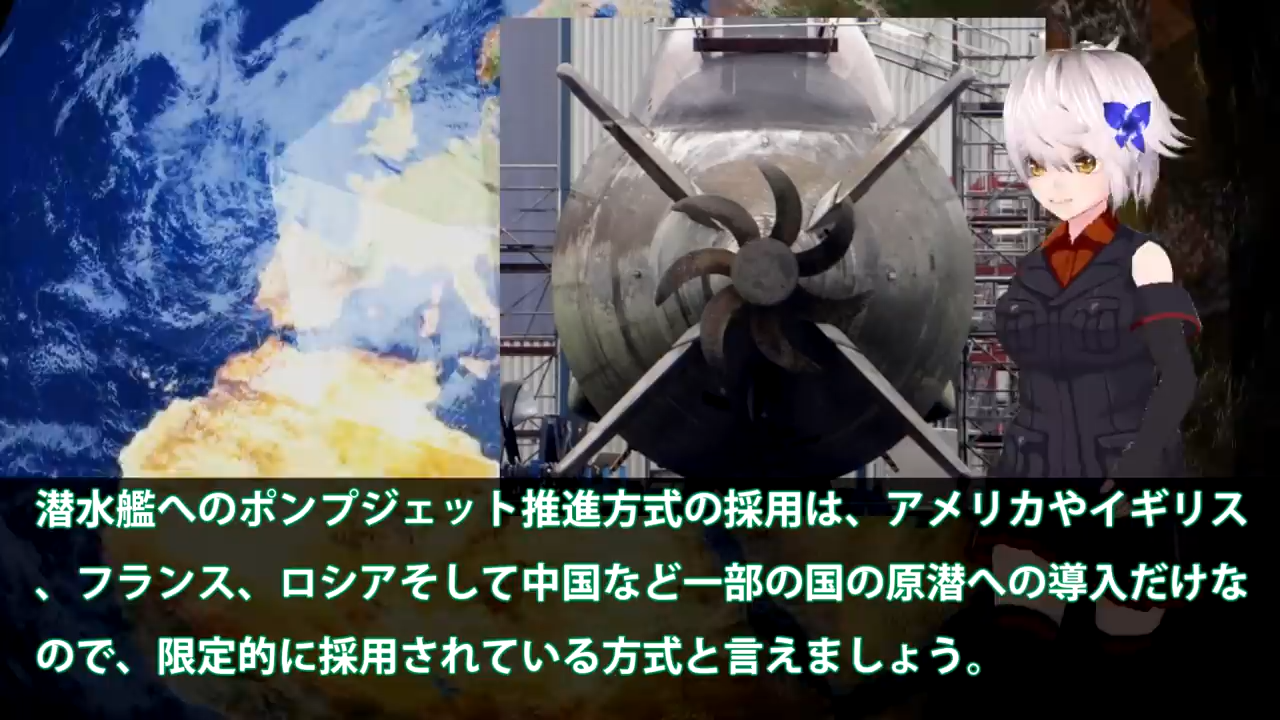 潜水艦へのポンプジェット推進方式の採用は、アメリカやイギリス
、フランス、ロシアそして中国など一部の国の原潜への導入だけな
ので、限定的に採用されている方式と言えましょう。